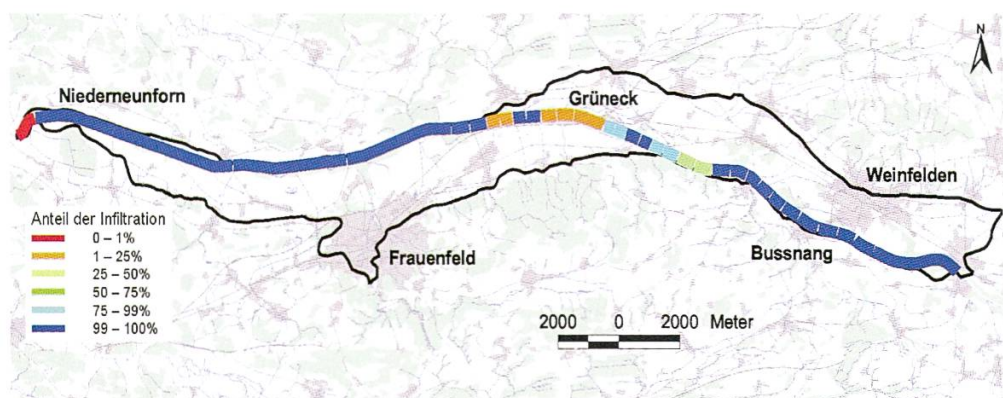 N
Niederneunforn
Grüneck
Weinfelden
Anteil der Infiltration
0 – 1%
1 – 25%
25 – 50%
50 – 75%
75 – 99%
99 – 100%
Frauenfeld
Bussnang
2000 0 2000 Meter